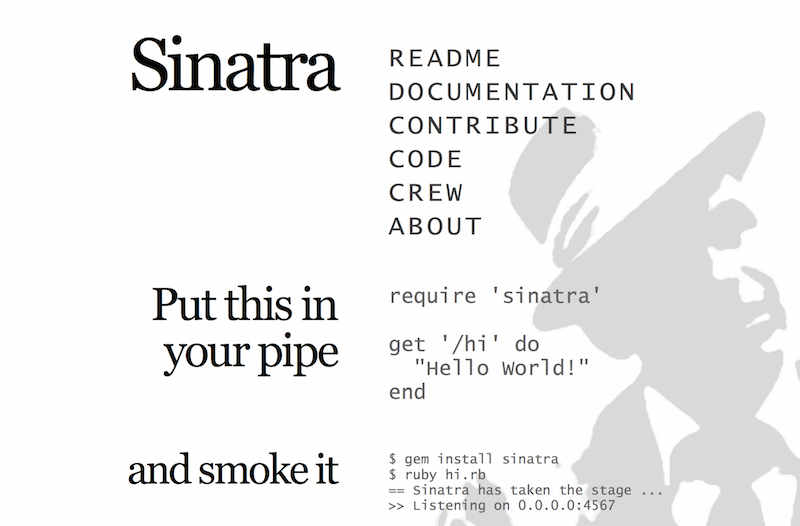 Sinatra
README
DOCUMENTATION
CONTRIBUTE
CODE
CREW
ABOUT
Put this in
your pipe
require 'sinatra'
get '/hi' do
  "Hello World!"
end
and smoke it
$ gem install sinatra
$ ruby hi.rb
== Sinatra has taken the stage ...
>> Listening on 0.0.0.0:4567